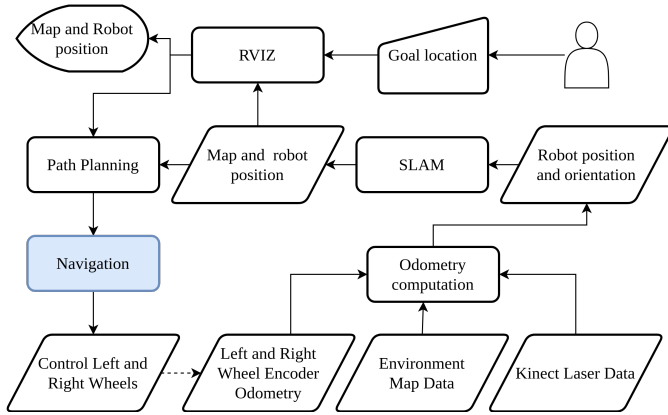 Map and Robot
position
RVIZ
Goal location
Path Planning
Map and robot
position
SLAM
Robot position
and orientation
Navigation
Odometry
computation
Control Left and
Right Wheels
Left and Right
Wheel Encoder
Odometry
Environment
Map Data
Kinect Laser Data